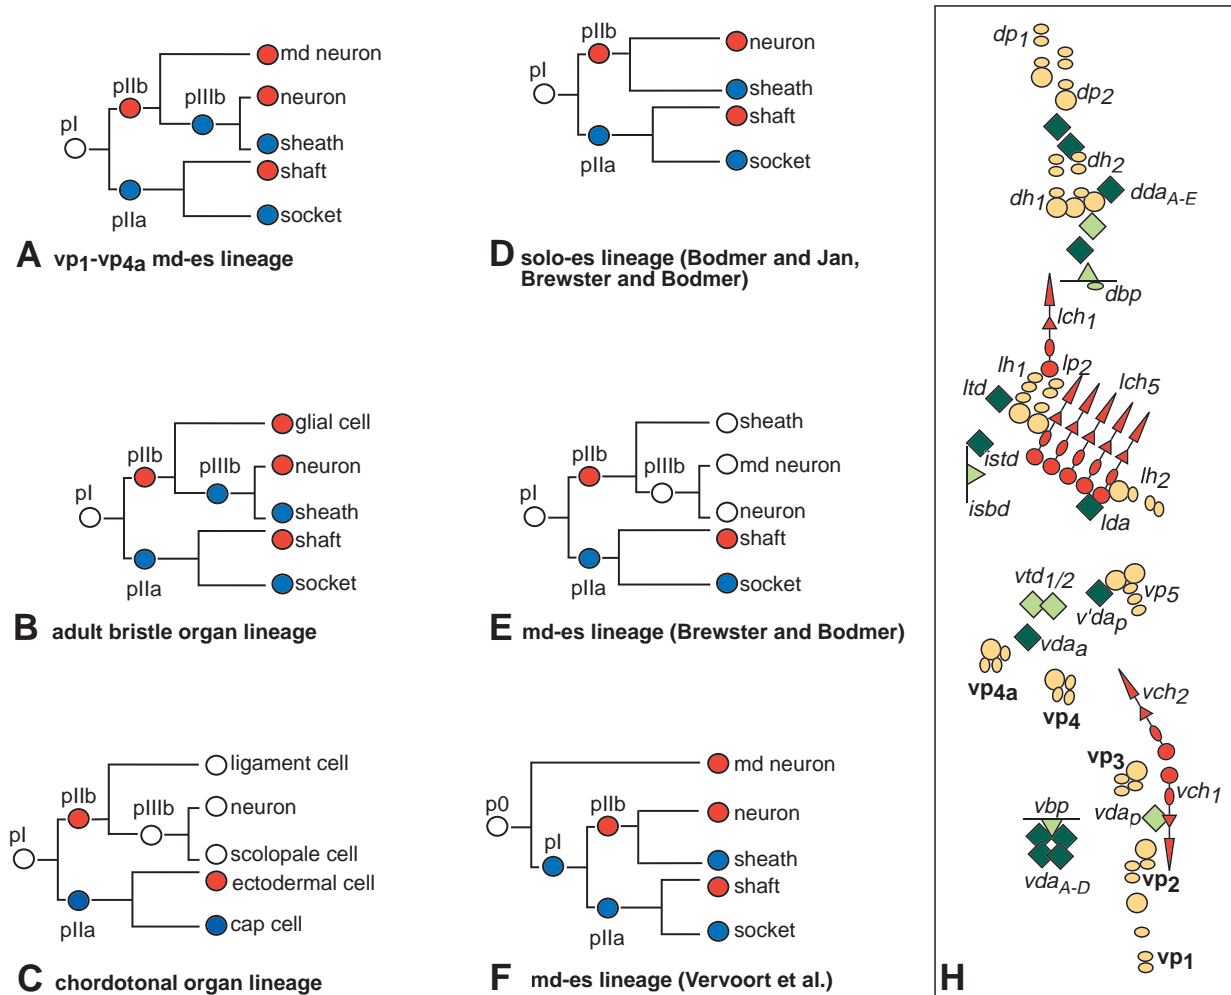 pI
pIIb
md neuron
pIIIb
neuron
sheath
pIIa
shaft
socket
A vp1-vp4a md-es lineage
pI
pIIb
glial cell
pIIIb
neuron
sheath
pIIa
shaft
socket
B adult bristle organ lineage
pI
pIIb
ligament cell
pIIIb
neuron
scolopale cell
pIIa
ectodermal cell
cap cell
C chordotonal organ lineage
pI
pIIb
neuron
sheath
pIIa
shaft
socket
D solo-es lineage (Bodmer and Jan,
Brewster and Bodmer)
pI
pIIb
sheath
pIIIb
md neuron
neuron
pIIa
shaft
socket
E md-es lineage (Brewster and Bodmer)
p0
md neuron
pI
pIIb
neuron
sheath
pIIa
shaft
socket
F md-es lineage (Vervoort et al.)
dp1
dp2
dh2
dh1
ddaA-E
dbp
lch1
lh1
lp2
lch5
ltd
istd
isbd
lh2
lda
vtd1/2
v'dap
vp5
vdaa
vp4a
vp4
vch2
vp3
vch1
vbp
vdap
vdaA-D
vp2
vp1
H